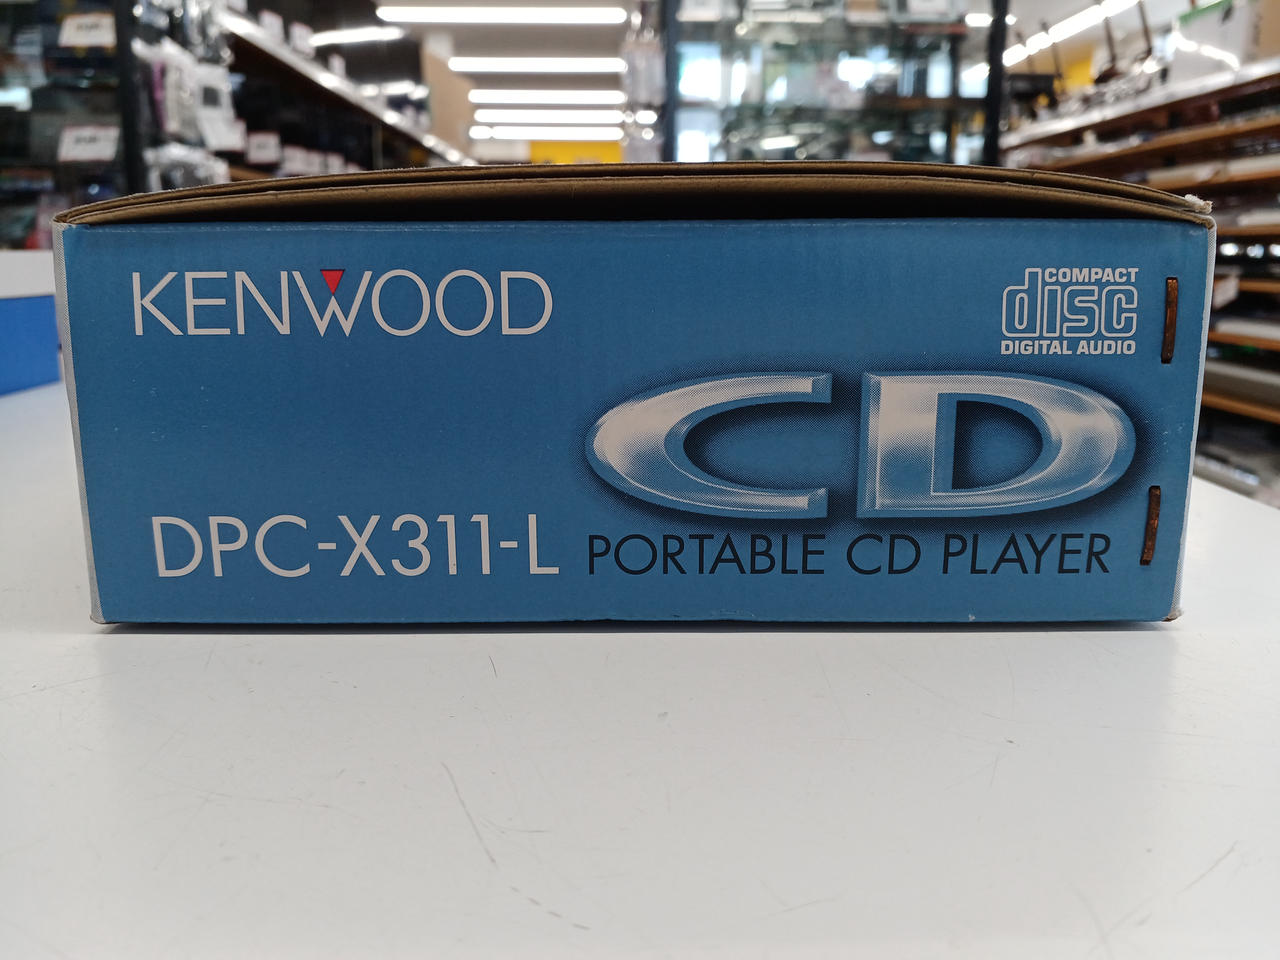 KENWOOD
COMPACT
disc
DIGITAL AUDIO
CD
DPC-X311-L
PORTABLE CD PLAYER